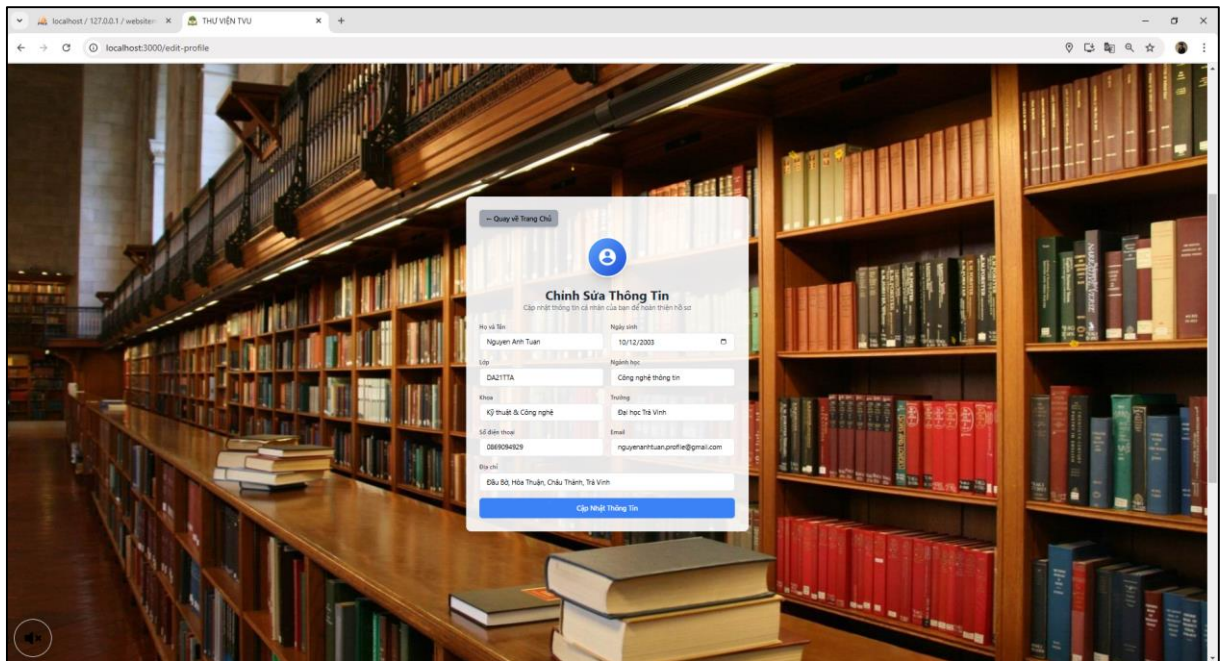 localhost / 127.0.0.1 / websiter
THƯ VIỆN TVU
localhost:3000/edit-profile
← Quay về Trang Chủ
Chỉnh Sửa Thông Tin
Cập nhật thông tin cá nhân của bạn để hoàn thiện hồ sơ
Họ và Tên
Ngày sinh
Nguyen Anh Tuan
10/12/2003
Lớp
Ngành học
DA21TTA
Công nghệ thông tin
Khoa
Trường
Kỹ thuật & Công nghệ
Đại học Trà Vinh
Số điện thoại
Email
0869094929
nguyenanhtuan.profile@gmail.com
Địa chỉ
Đầu Bờ, Hòa Thuận, Châu Thành, Trà Vinh
Cập Nhật Thông Tin